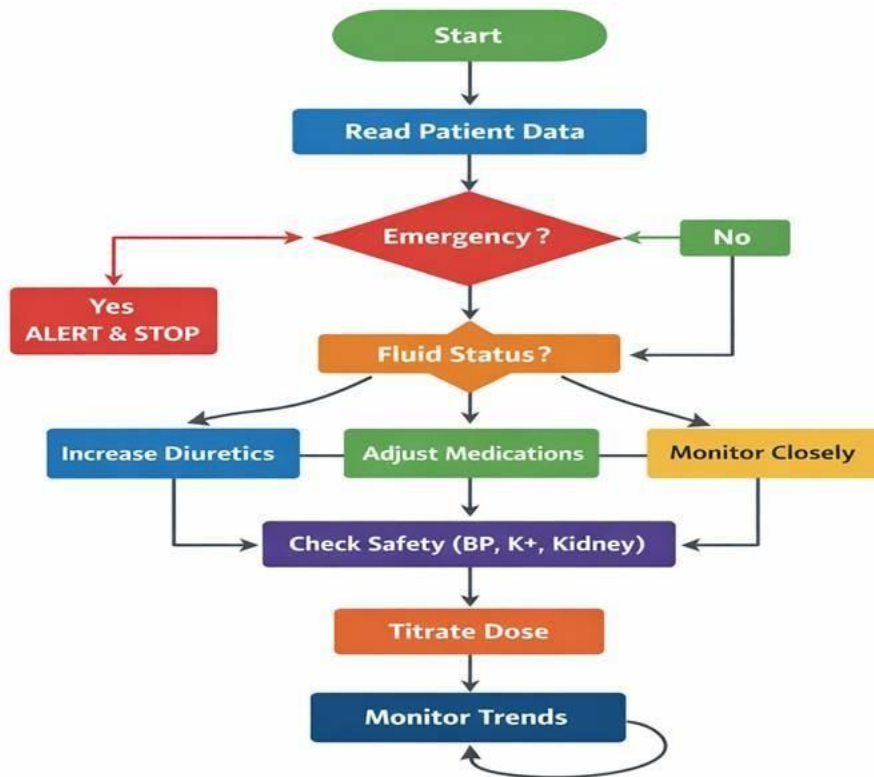 Start
Read Patient Data
Emergency?
No
Yes
ALERT & STOP
Fluid Status?
Increase Diuretics
Adjust Medications
Monitor Closely
Check Safety (BP, K+, Kidney)
Titrate Dose
Monitor Trends